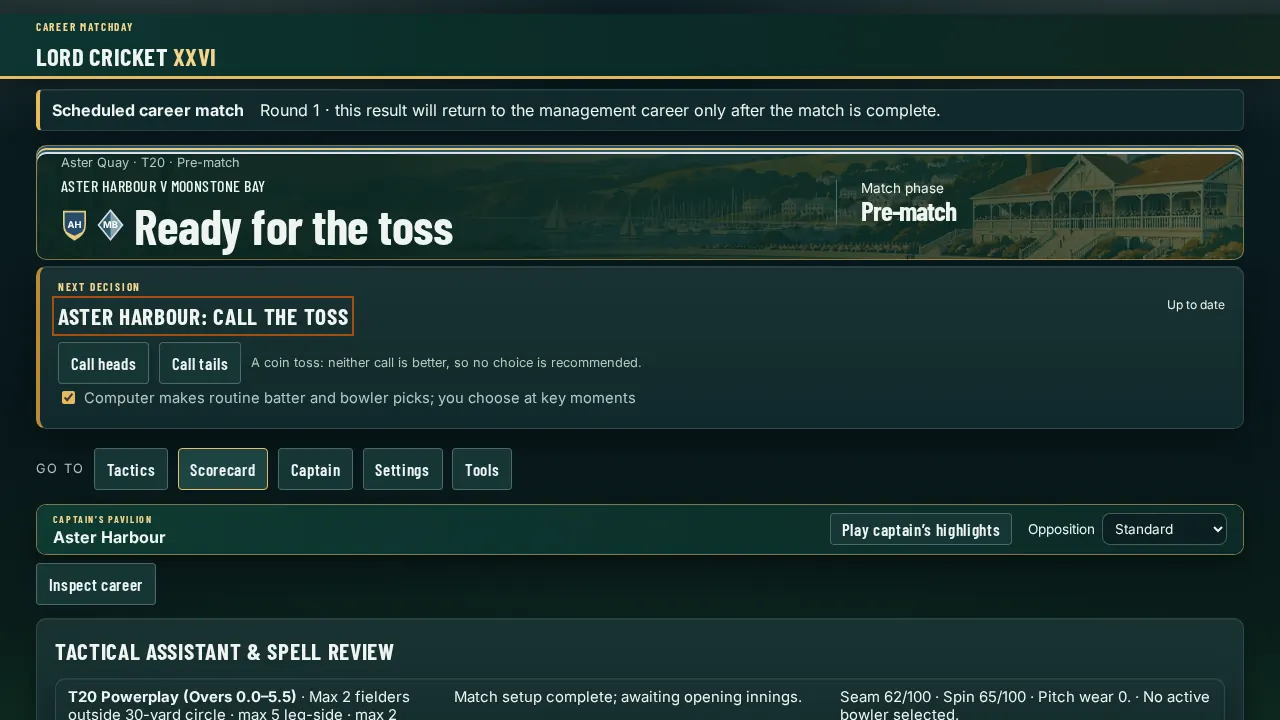 CAREER MATCHDAY
LORD CRICKET XXVI
Scheduled career match Round 1 · this result will return to the management career only after the match is complete.
Aster Quay · T20 · Pre-match
ASTER HARBOUR V MOONSTONE BAY
AH MB Ready for the toss
Match phase
Pre-match
NEXT DECISION
ASTER HARBOUR: CALL THE TOSS
Up to date
Call heads Call tails A coin toss: neither call is better, so no choice is recommended.
Computer makes routine batter and bowler picks; you choose at key moments
GO TO Tactics Scorecard Captain Settings Tools
CAPTAIN'S PAVILION
Aster Harbour
Play captain’s highlights Opposition Standard
Inspect career
TACTICAL ASSISTANT & SPELL REVIEW
T20 Powerplay (Overs 0.0–5.5) · Max 2 fielders
outside 30-yard circle · max 5 leg-side · max 2
Match setup complete; awaiting opening innings.
Seam 62/100 · Spin 65/100 · Pitch wear 0. · No active
bowler selected.